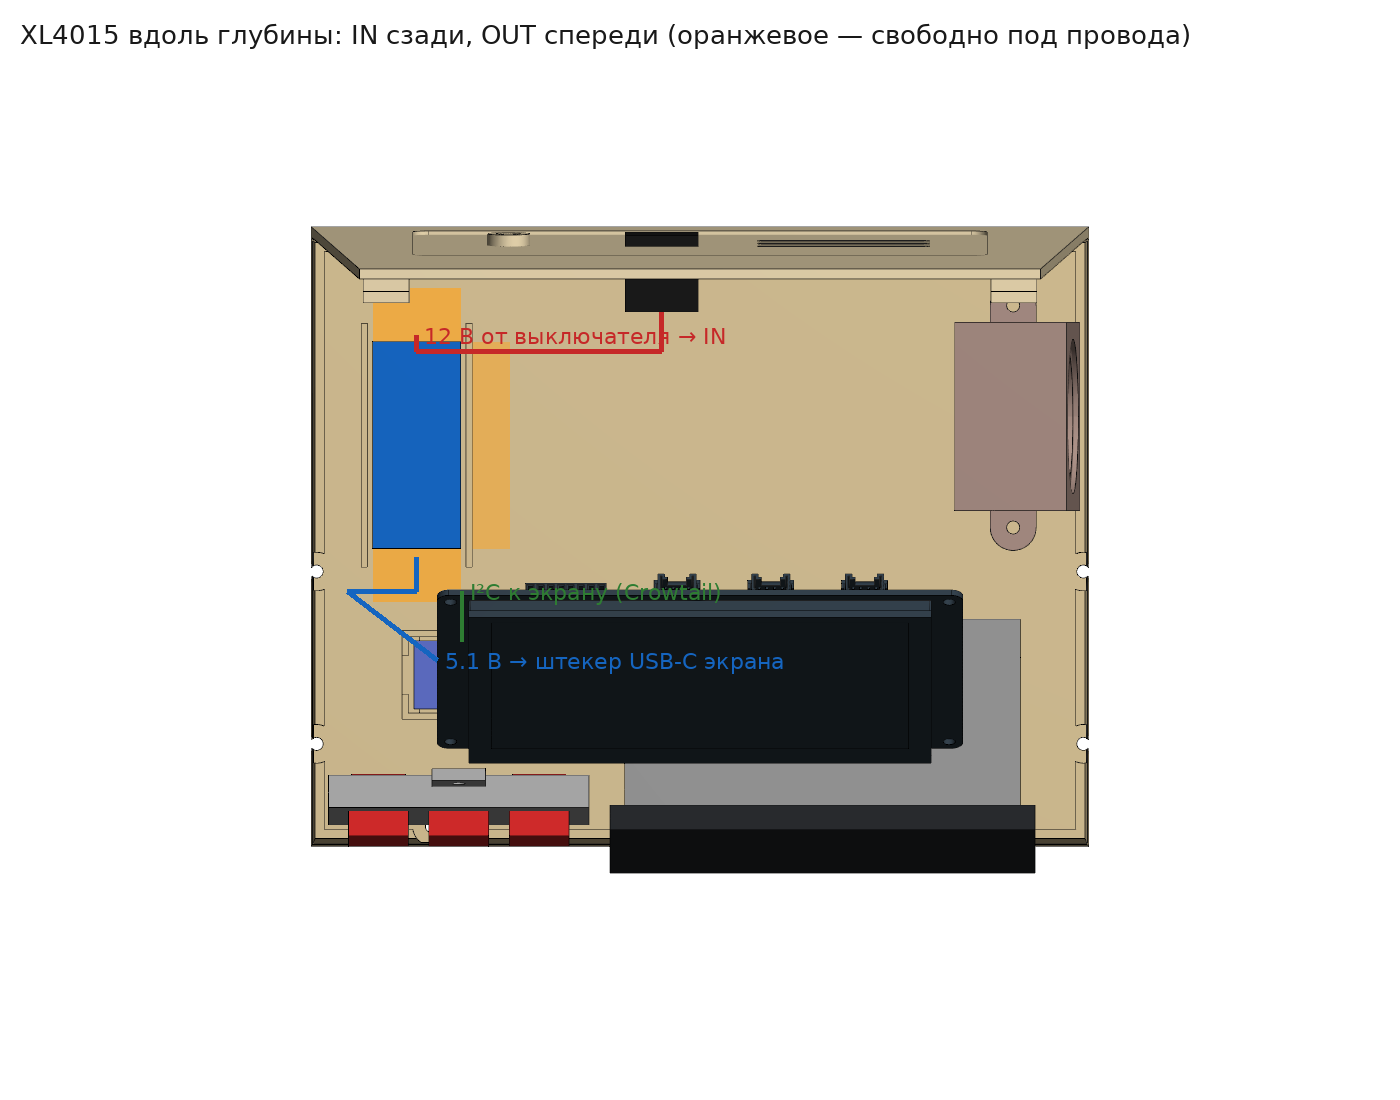 XL4015 вдоль глубины: IN сзади, OUT спереди (оранжевое — свободно под провода)
12 В от выключателя → IN
I²C к экрану (Crowtail)
5.1 В → штекер USB-C экрана